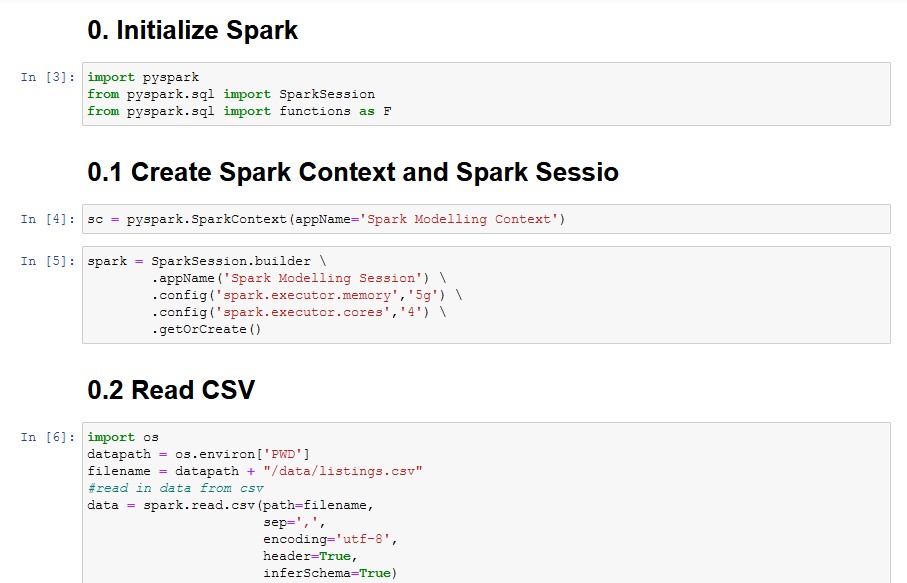 0. Initialize Spark
In [3]: import pyspark
from pyspark.sql import SparkSession
from pyspark.sql import functions as F
0.1 Create Spark Context and Spark Sessio
In [4]: sc = pyspark.SparkContext(appName='Spark Modelling Context')
In [5]: spark = SparkSession.builder \
        .appName('Spark Modelling Session') \
        .config('spark.executor.memory','5g') \
        .config('spark.executor.cores','4') \
        .getOrCreate()
0.2 Read CSV
In [6]: import os
datapath = os.environ['PWD']
filename = datapath + "/data/listings.csv"
#read in data from csv
data = spark.read.csv(path=filename,
                      sep=',',
                      encoding='utf-8',
                      header=True,
                      inferSchema=True)